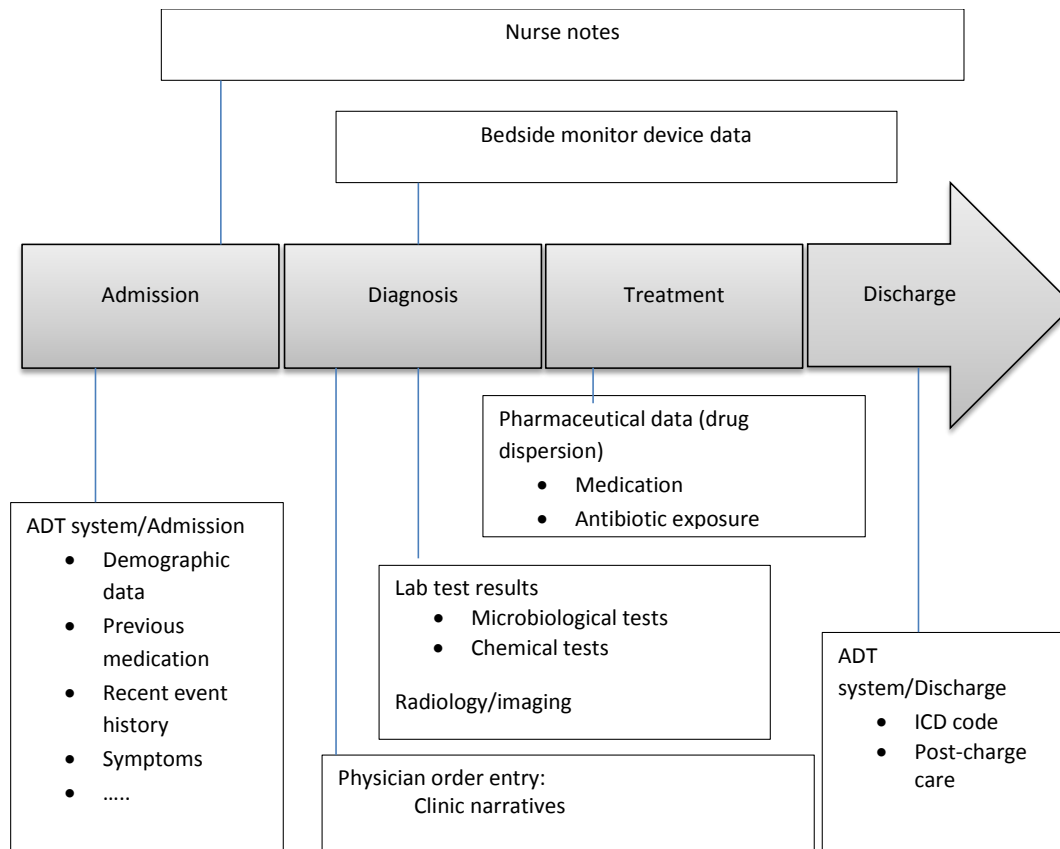 Nurse notes
Bedside monitor device data
Admission
Diagnosis
Treatment
Discharge
Pharmaceutical data (drug
dispersion)
• Medication
• Antibiotic exposure
ADT system/Admission
• Demographic
data
• Previous
medication
• Recent event
history
• Symptoms
• …..
Lab test results
• Microbiological tests
• Chemical tests
Radiology/imaging
ADT
system/Discharge
• ICD code
• Post-charge
care
Physician order entry:
Clinic narratives